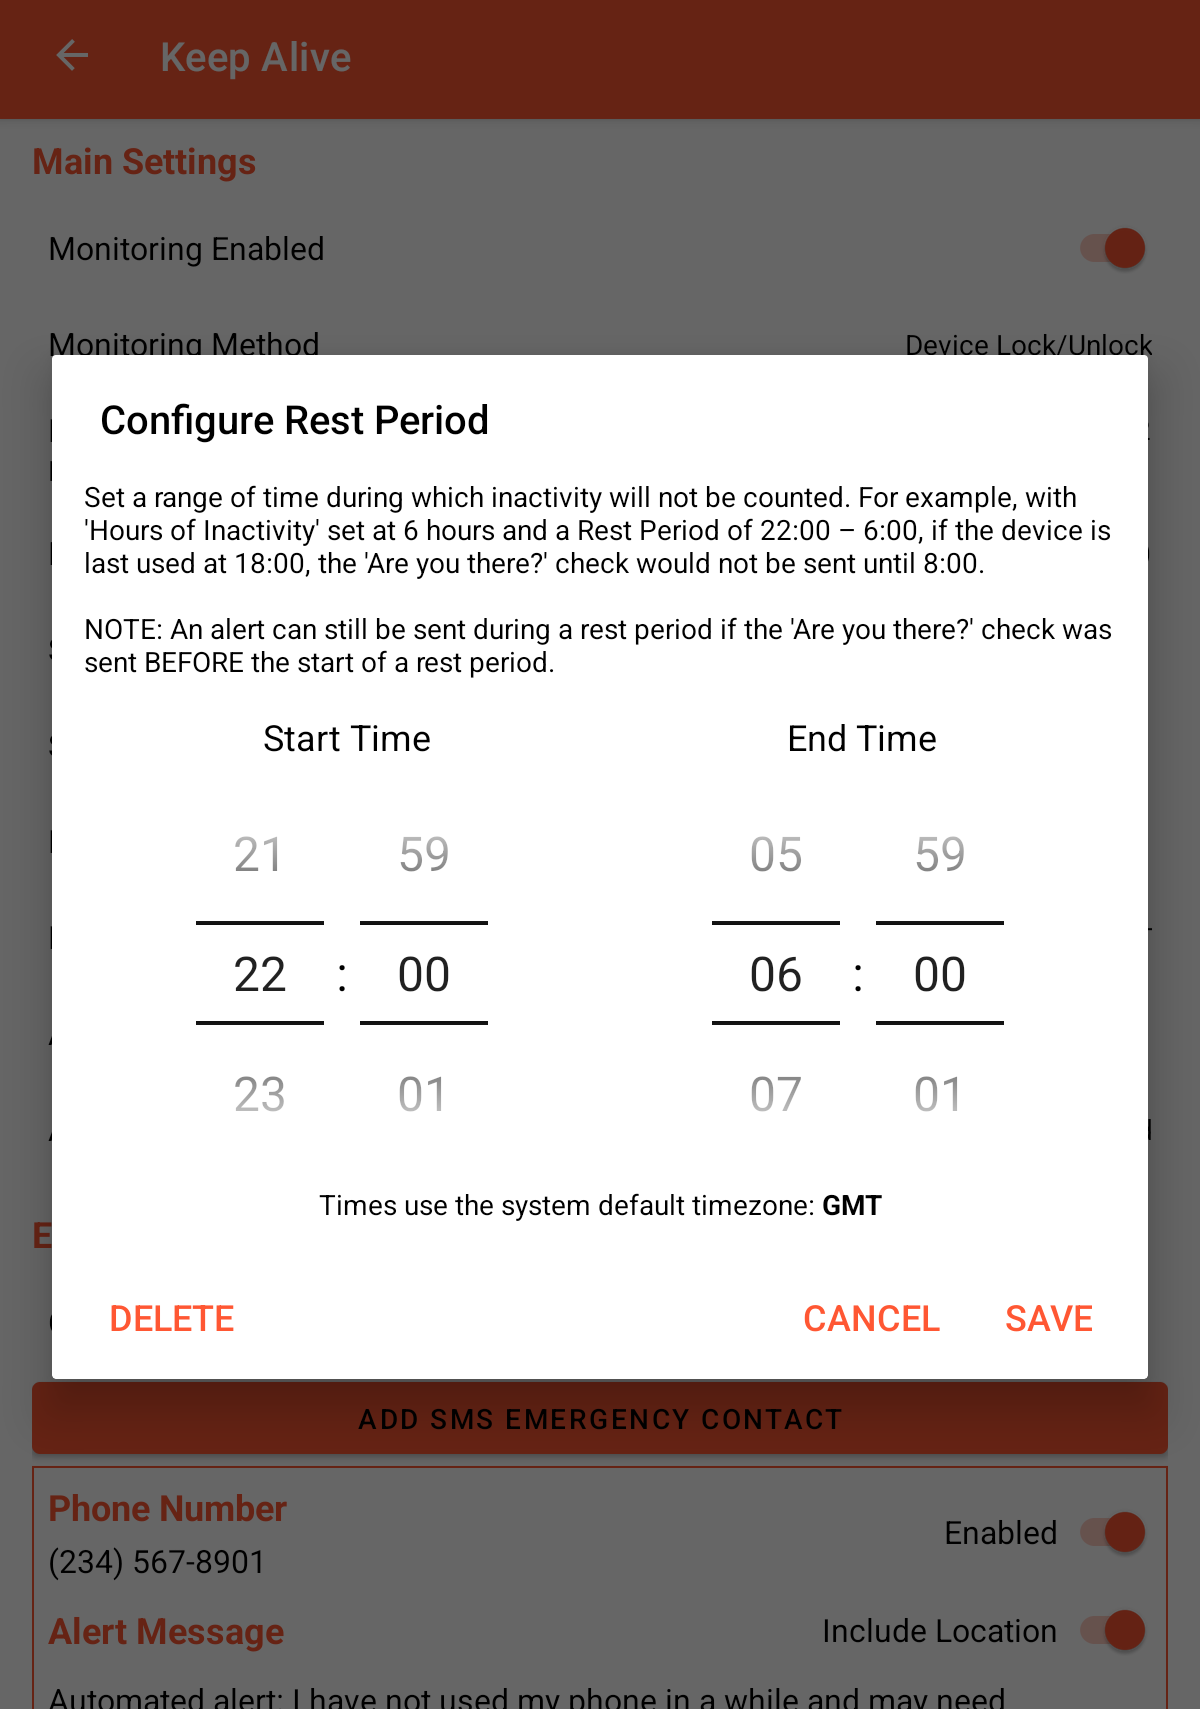 Keep Alive
Main Settings
Monitoring Enabled
Monitoring Method
Device Lock/Unlock
Configure Rest Period
Set a range of time during which inactivity will not be counted. For example, with
'Hours of Inactivity' set at 6 hours and a Rest Period of 22:00 – 6:00, if the device is
last used at 18:00, the 'Are you there?' check would not be sent until 8:00.
NOTE: An alert can still be sent during a rest period if the 'Are you there?' check was
sent BEFORE the start of a rest period.
Start Time
End Time
21 59 05 59
22 : 00 06 : 00
23 01 07 01
Times use the system default timezone: GMT
DELETE
CANCEL
SAVE
ADD SMS EMERGENCY CONTACT
Phone Number
(234) 567-8901
Enabled
Alert Message
Include Location
Automated alert: I have not used my phone in a while and may need